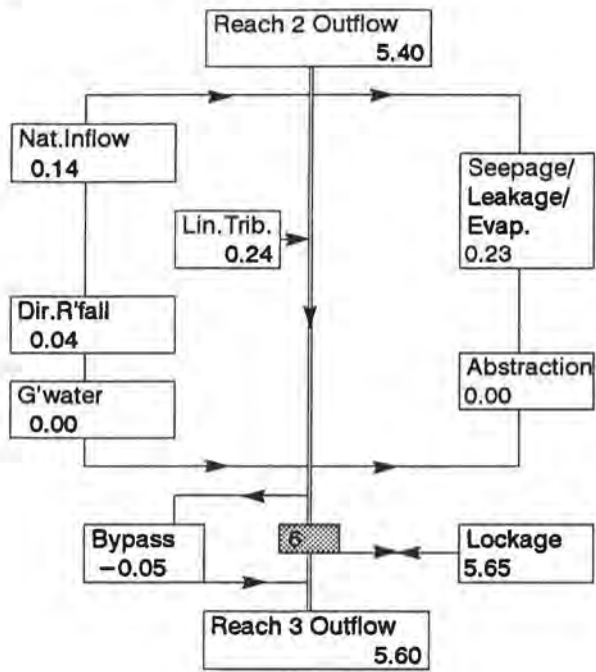 Reach 2 Outflow
5.40
Nat.Inflow
0.14
Seepage/
Leakage/
Evap.
0.23
Lin.Trib.
0.24
Dir.R'fall
0.04
G'water
0.00
Abstraction
0.00
Bypass
−0.05
6
Lockage
5.65
Reach 3 Outflow
5.60